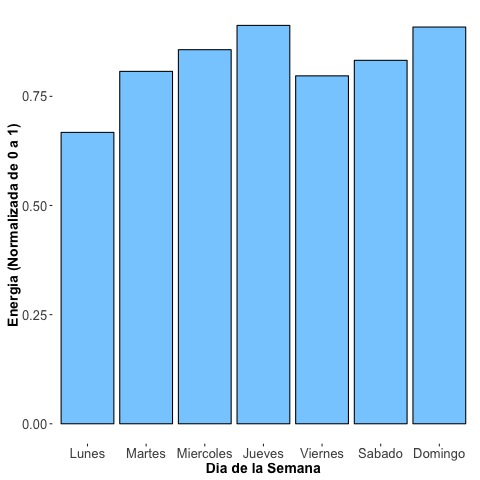 Energia (Normalizada de 0 a 1)
0.75
0.50
0.25
0.00
Lunes Martes Miercoles Jueves Viernes Sabado Domingo
Dia de la Semana